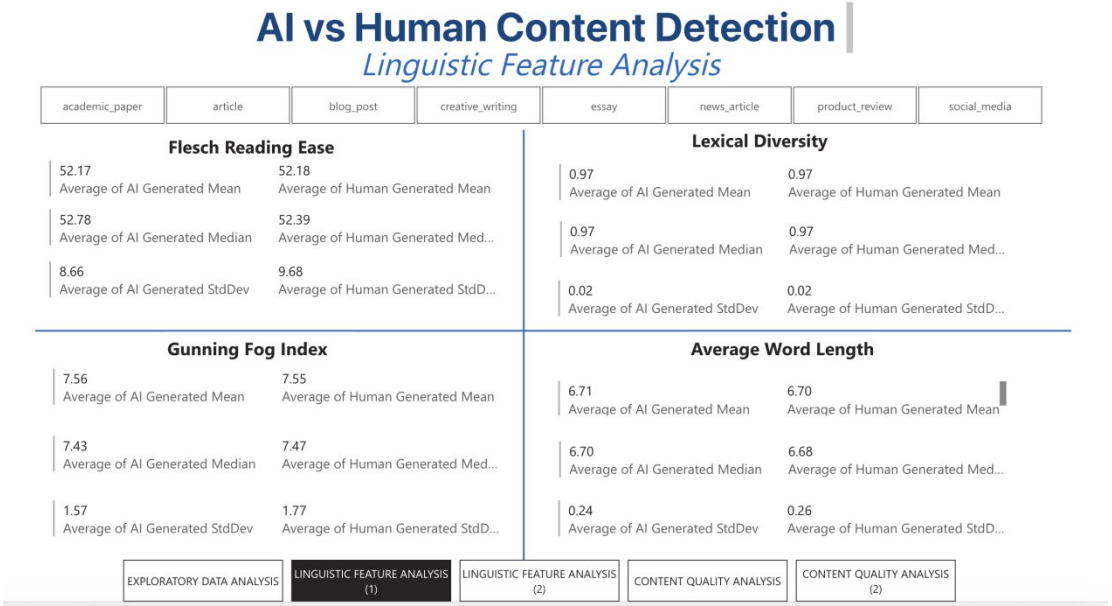 AI vs Human Content Detection
Linguistic Feature Analysis
academic_paper article blog_post creative_writing essay news_article product_review social_media
Flesch Reading Ease
52.17 52.18
Average of AI Generated Mean Average of Human Generated Mean
52.78 52.39
Average of AI Generated Median Average of Human Generated Med...
8.66 9.68
Average of AI Generated StdDev Average of Human Generated StdD...
Lexical Diversity
0.97 0.97
Average of AI Generated Mean Average of Human Generated Mean
0.97 0.97
Average of AI Generated Median Average of Human Generated Med...
0.02 0.02
Average of AI Generated StdDev Average of Human Generated StdD...
Gunning Fog Index
7.56 7.55
Average of AI Generated Mean Average of Human Generated Mean
7.43 7.47
Average of AI Generated Median Average of Human Generated Med...
1.57 1.77
Average of AI Generated StdDev Average of Human Generated StdD...
Average Word Length
6.71 6.70
Average of AI Generated Mean Average of Human Generated Mean
6.70 6.68
Average of AI Generated Median Average of Human Generated Med...
0.24 0.26
Average of AI Generated StdDev Average of Human Generated StdD...
EXPLORATORY DATA ANALYSIS
LINGUISTIC FEATURE ANALYSIS
(1)
LINGUISTIC FEATURE ANALYSIS
(2)
CONTENT QUALITY ANALYSIS
CONTENT QUALITY ANALYSIS
(2)